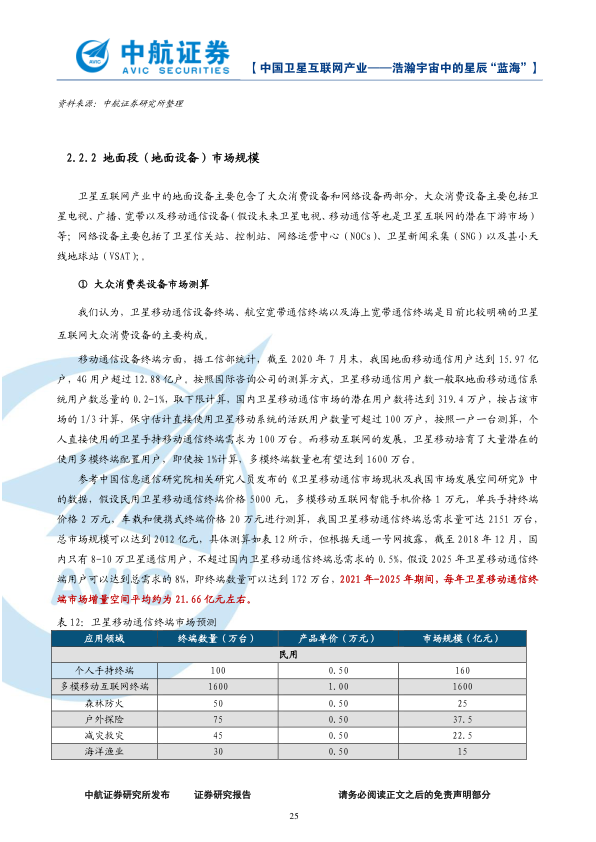 中航证券
AVIC SECURITIES
【 中国卫星互联网产业——浩瀚宇宙中的星辰“蓝海” 】
资料来源：中航证券研究所整理
2.2.2 地面段（地面设备）市场规模
卫星互联网产业中的地面设备主要包含了大众消费设备和网络设备两部分，大众消费设备主要包括卫
星电视、广播、宽带以及移动通信设备（假设未来卫星电视、移动通信等也是卫星互联网的潜在下游市场）
等；网络设备主要包括了卫星信关站、控制站、网络运营中心（NOCs）、卫星新闻采集（SNG）以及甚小天
线地球站（VSAT）；。
① 大众消费类设备市场测算
我们认为，卫星移动通信设备终端、航空宽带通信终端以及海上宽带通信终端是目前比较明确的卫星
互联网大众消费设备的主要构成。
移动通信设备终端方面，据工信部统计，截至 2020 年 7 月末，我国地面移动通信用户达到 15.97 亿
户，4G 用户超过 12.88 亿户。按照国际咨询公司的测算方式，卫星移动通信用户数一般取地面移动通信系
统用户数总量的 0.2-1%，取下限计算，国内卫星移动通信市场的潜在用户数将达到 319.4 万户，按占该市
场的 1/3 计算，保守估计直接使用卫星移动系统的活跃用户数量可超过 100 万户，按照一户一台测算，个
人直接使用的卫星手持移动通信终端需求为 100 万台。而移动互联网的发展，卫星移动培育了大量潜在的
使用多模终端配置用户，即使按 1%计算，多模终端数量也有望达到 1600 万台。
参考中国信息通信研究院相关研究人员发布的《卫星移动通信市场现状及我国市场发展空间研究》中
的数据，假设民用卫星移动通信终端价格 5000 元，多模移动互联网智能手机价格 1 万元，单兵手持终端
价格 2 万元，车载和便携式终端价格 20 万元进行测算，我国卫星移动通信终端总需求量可达 2151 万台，
总市场规模可以达到 2012 亿元，具体测算如表 12 所示，但根据天通一号网披露，截至 2018 年 12 月，国
内只有 8-10 万卫星通信用户，不超过国内卫星移动通信终端总需求的 0.5%，假设 2025 年卫星移动通信终
端用户可以达到总需求的 8%，即终端数量可以达到 172 万台，2021 年-2025 年期间，每年卫星移动通信终
端市场增量空间平均约为 21.66 亿元左右。
表 12：卫星移动通信终端市场预测
应用领域 终端数量（万台） 产品单价（万元） 市场规模（亿元）
民用
个人手持终端 100 0.50 160
多模移动互联网终端 1600 1.00 1600
森林防火 50 0.50 25
户外探险 75 0.50 37.5
减灾救灾 45 0.50 22.5
海洋渔业 30 0.50 15
AVIC
中航证券研究所发布 证券研究报告 请务必阅读正文之后的免责声明部分
25